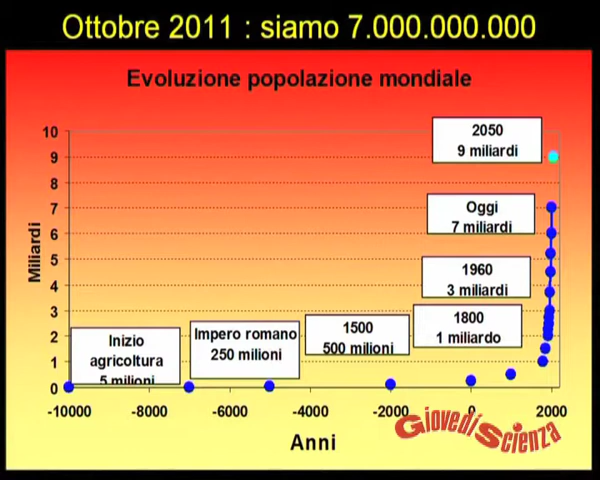 Ottobre 2011 : siamo 7.000.000.000
Evoluzione popolazione mondiale
Miliardi
10
9
8
7
6
5
4
3
2
1
0
2050
9 miliardi
Oggi
7 miliardi
1960
3 miliardi
1800
1 miliardo
1500
500 milioni
Impero romano
250 milioni
Inizio
agricoltura
5 milioni
-10000 -8000 -6000 -4000 -2000 0 2000
Anni
Giovedì Scienza